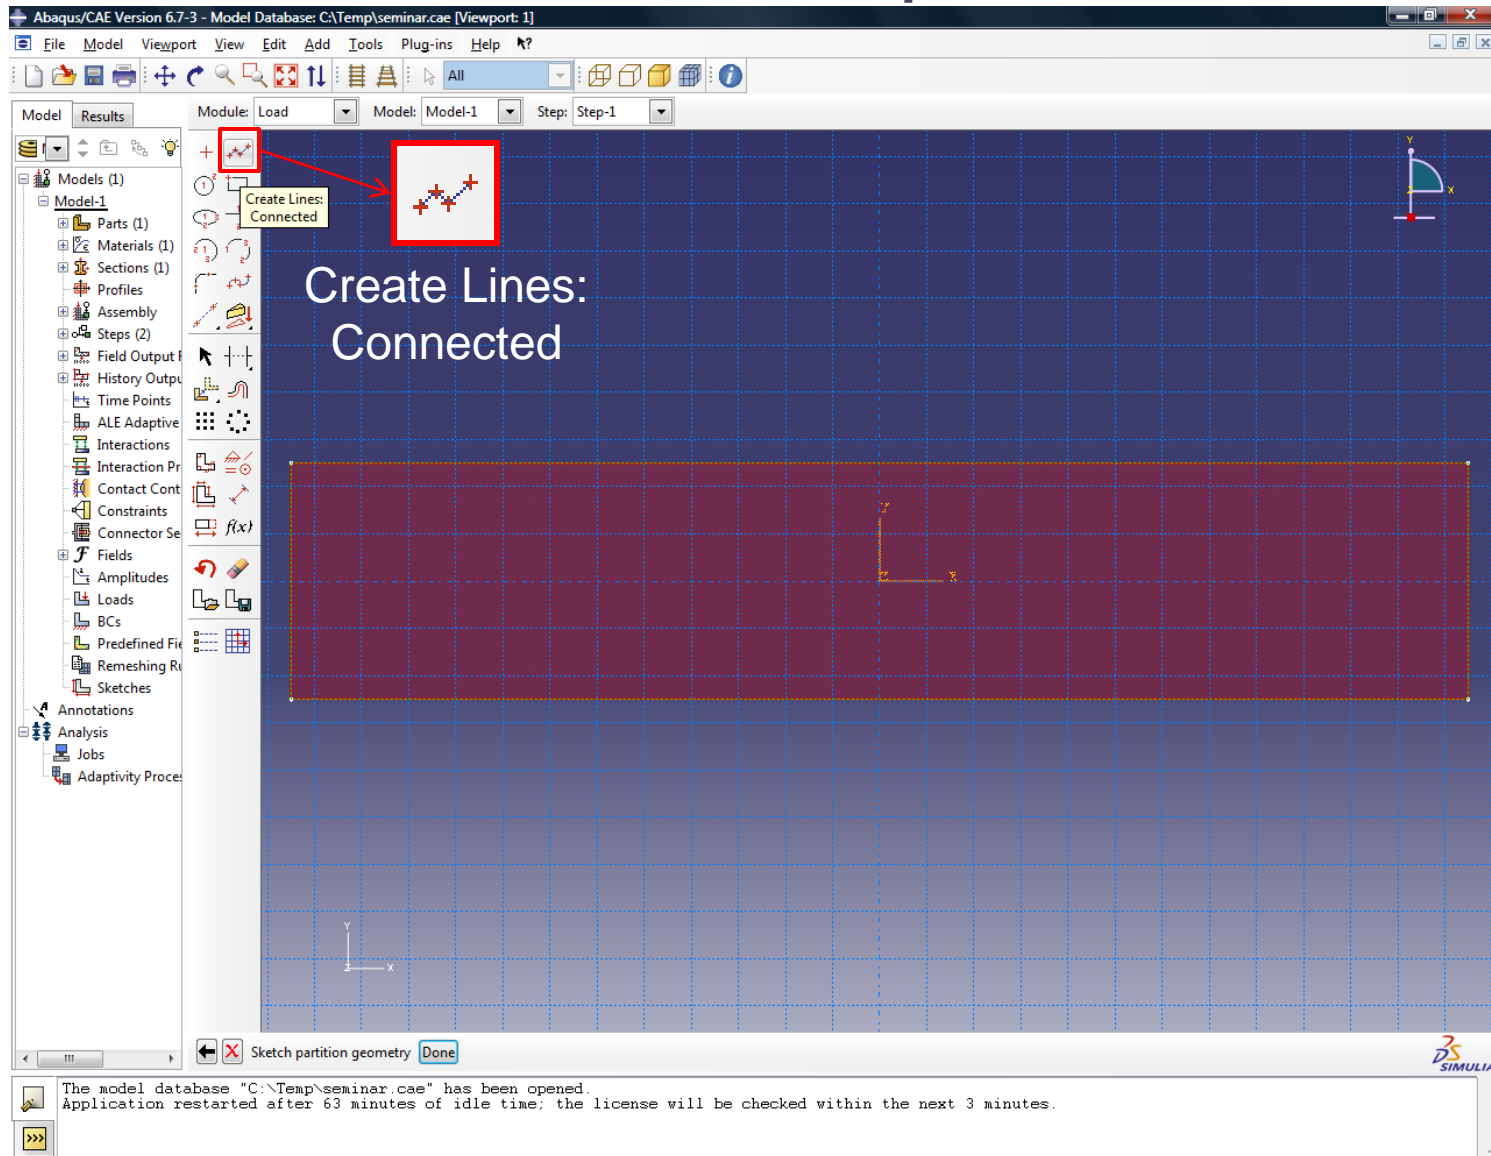 Abaqus/CAE Version 6.7-3 - Model Database: C:\Temp\seminar.cae [Viewport: 1]
File Model Viewport View Edit Add Tools Plug-ins Help
All
Model Results
Module: Load Model: Model-1 Step: Step-1
Models (1)
Model-1
Parts (1)
Materials (1)
Sections (1)
Profiles
Assembly
Steps (2)
Field Output
History Outpu
Time Points
ALE Adaptive
Interactions
Interaction Pr
Contact Cont
Constraints
Connector Se
Fields
Amplitudes
Loads
BCs
Predefined Fie
Remeshing Ru
Sketches
Annotations
Analysis
Jobs
Adaptivity Proce
f(x)
Create Lines:
Connected
Create Lines:
Connected
Y
X
Z
Y
X
Z
Y
Z X
Sketch partition geometry Done
SIMULIA
The model database "C:\Temp\seminar.cae" has been opened.
Application restarted after 63 minutes of idle time; the license will be checked within the next 3 minutes.
>>>